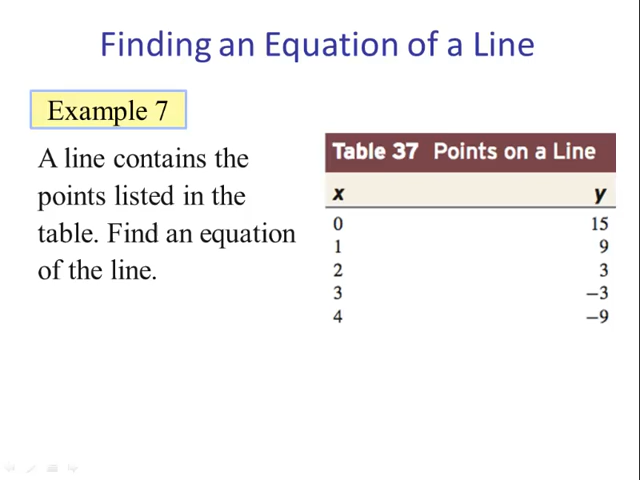 Finding an Equation of a Line
Example 7
A line contains the
points listed in the
table. Find an equation
of the line.
Table 37 Points on a Line
x y
0 15
1 9
2 3
3 −3
4 −9